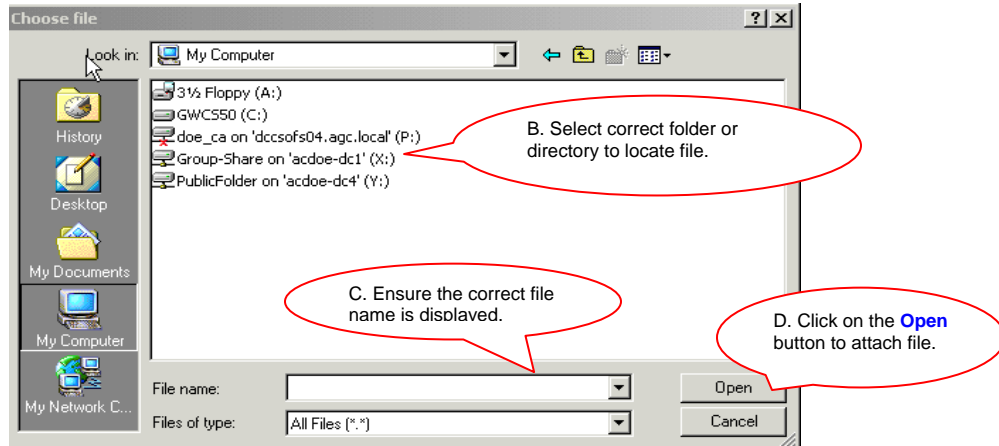 Choose file
Look in: My Computer
History
Desktop
My Documents
My Computer
My Network C...
3½ Floppy (A:)
GWCS50 (C:)
doe_ca on 'dccsofs04.agc.local' (P:)
Group-Share on 'acdoe-dc1' (X:)
PublicFolder on 'acdoe-dc4' (Y:)
B. Select correct folder or
directory to locate file.
C. Ensure the correct file
name is displayed.
D. Click on the Open
button to attach file.
File name:
Open
Files of type: All Files (*.*)
Cancel